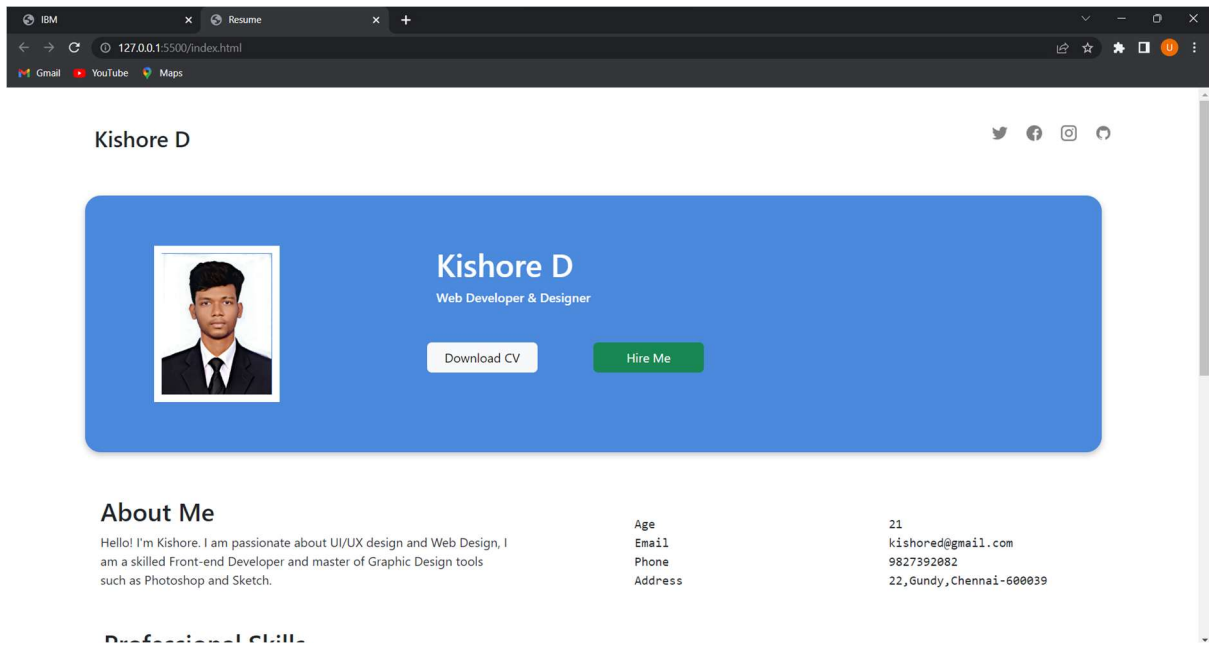 IBM
Resume
127.0.0.1:5500/index.html
U
Gmail
YouTube
Maps
Kishore D
Kishore D
Web Developer & Designer
Download CV
Hire Me
About Me
Hello! I'm Kishore. I am passionate about UI/UX design and Web Design, I
am a skilled Front-end Developer and master of Graphic Design tools
such as Photoshop and Sketch.
Age 21
Email kishored@gmail.com
Phone 9827392082
Address 22,Gundy,Chennai-600039
Professional Skills